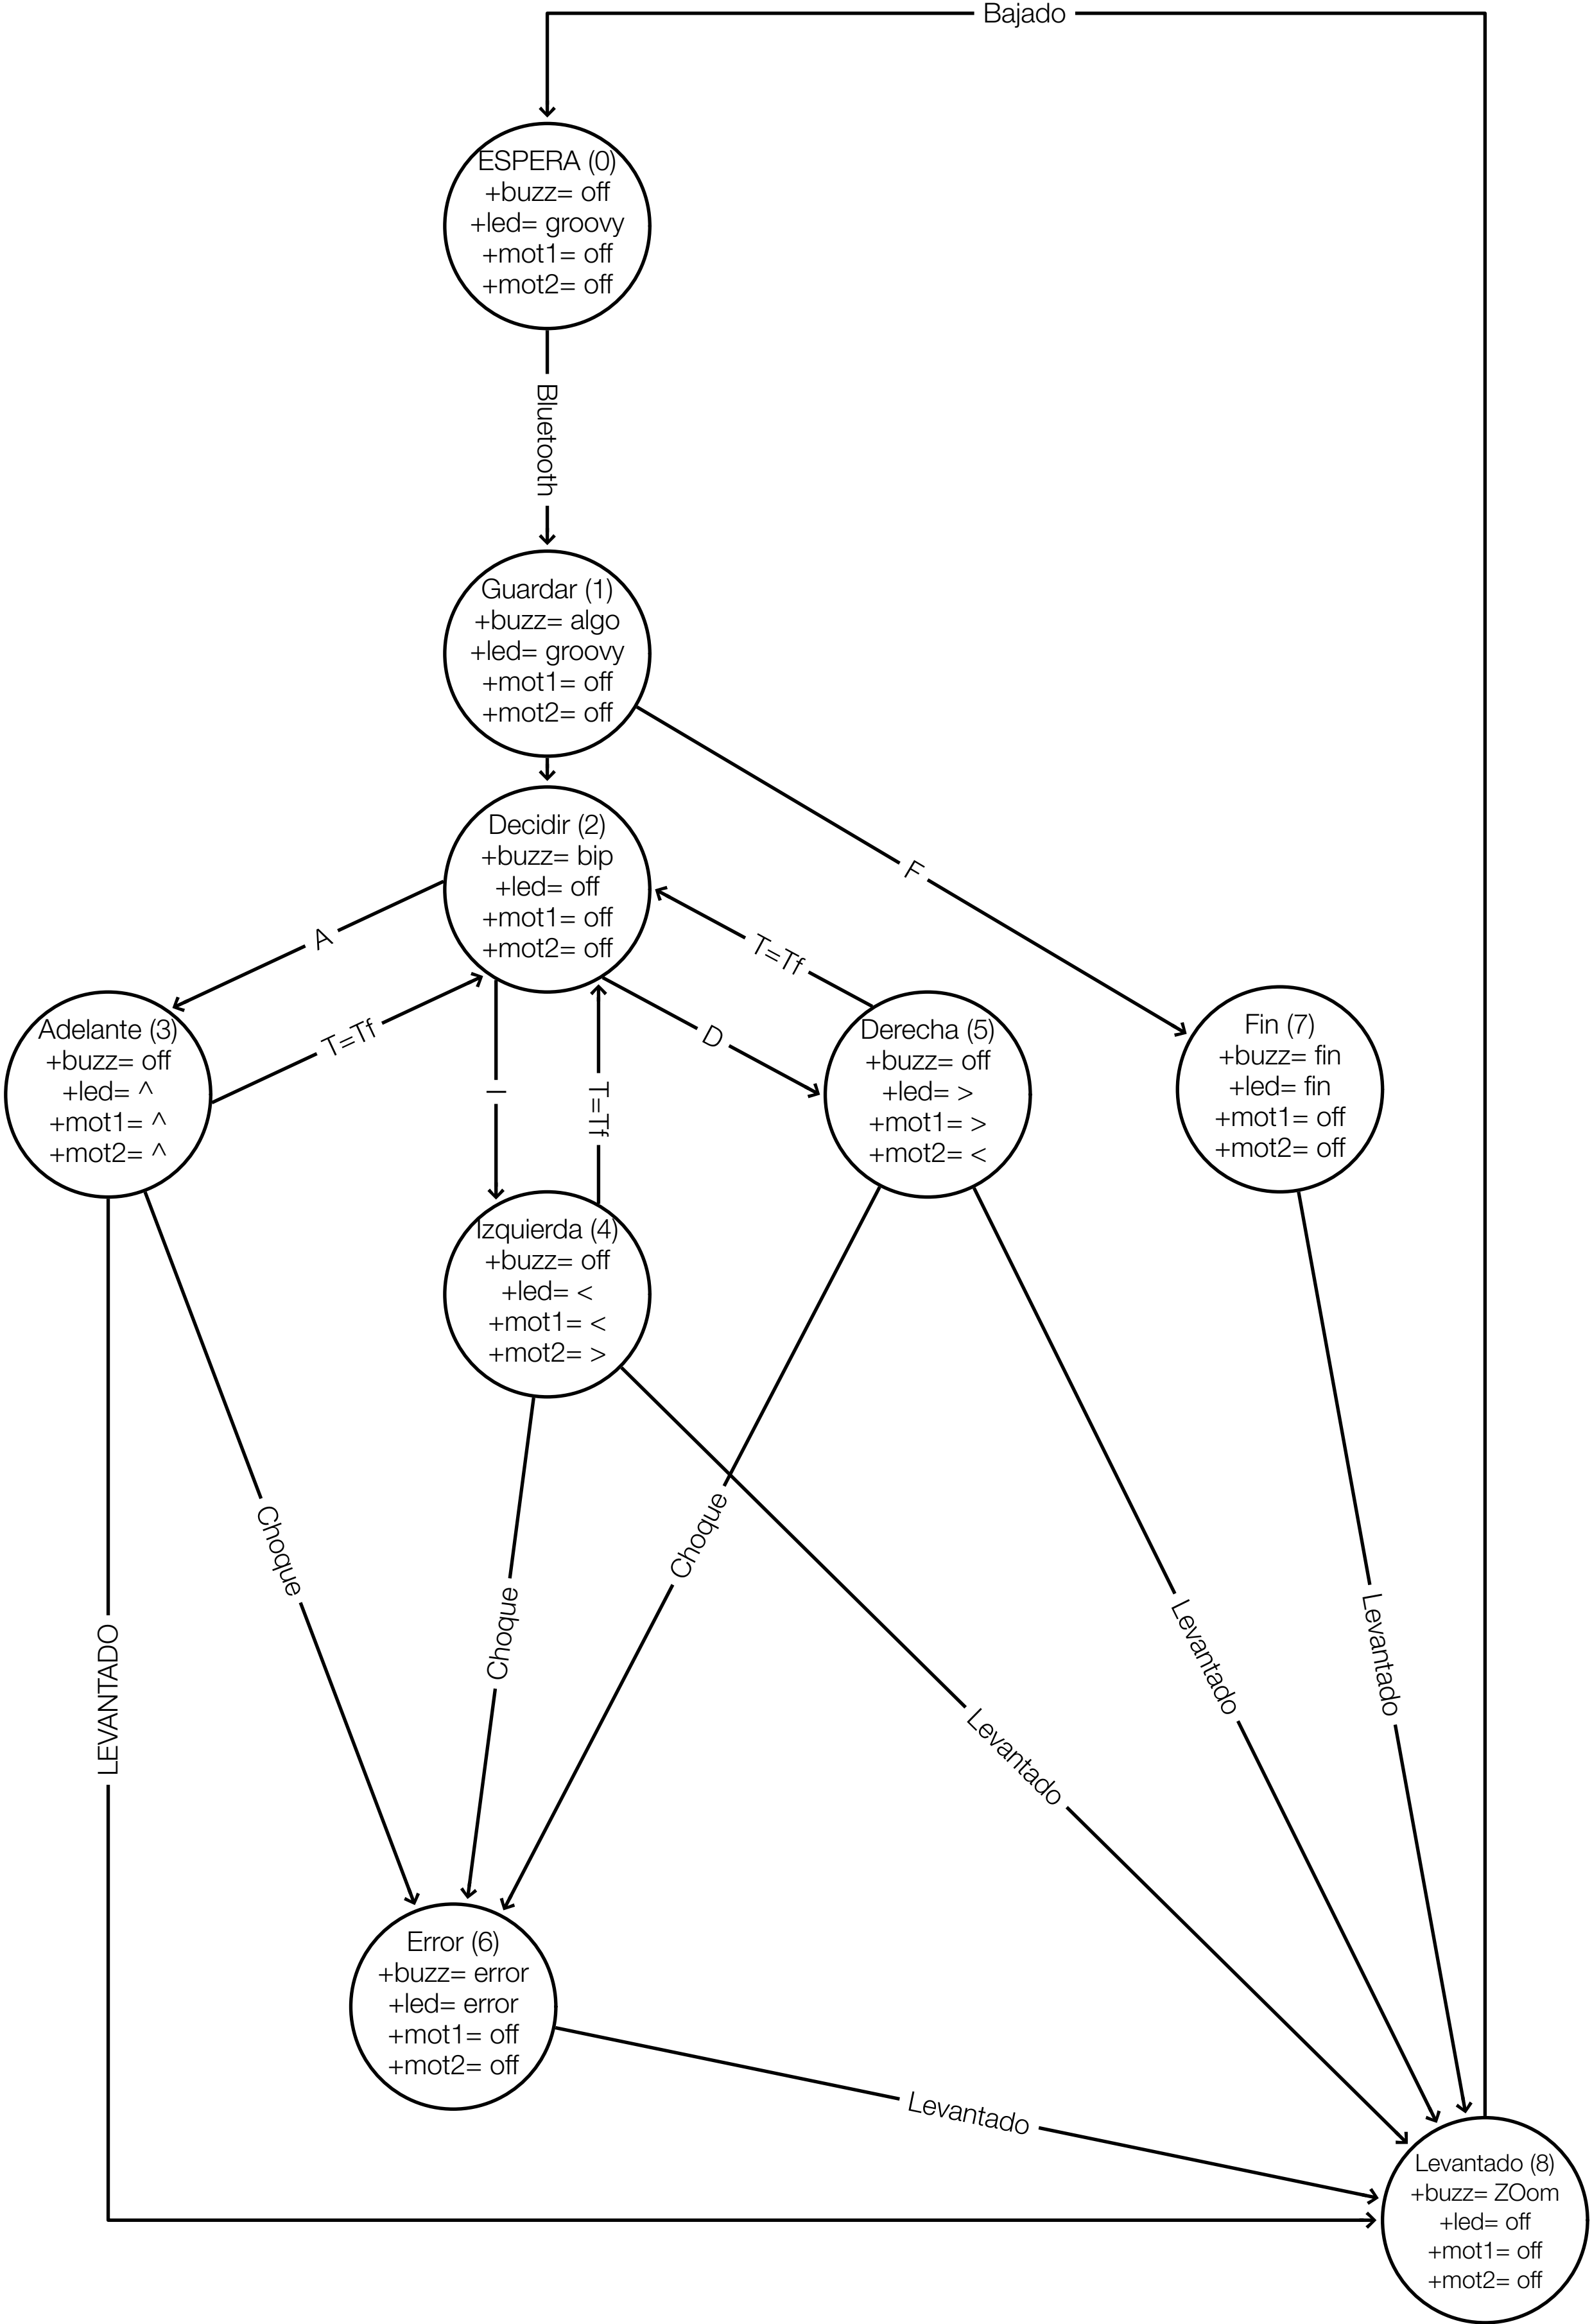 Bajado
ESPERA (0)
+buzz= off
+led= groovy
+mot1= off
+mot2= off
Bluetooth
Guardar (1)
+buzz= algo
+led= groovy
+mot1= off
+mot2= off
Decidir (2)
+buzz= bip
+led= off
+mot1= off
+mot2= off
F
A
T=Tf
Adelante (3)
+buzz= off
+led= ^
+mot1= ^
+mot2= ^
T=Tf
I
T=Tf
D
Derecha (5)
+buzz= off
+led= >
+mot1= >
+mot2= <
Fin (7)
+buzz= fin
+led= fin
+mot1= off
+mot2= off
Izquierda (4)
+buzz= off
+led= <
+mot1= <
+mot2= >
Choque
Choque
Choque
LEVANTADO
Levantado
Levantado
Levantado
Error (6)
+buzz= error
+led= error
+mot1= off
+mot2= off
Levantado
Levantado (8)
+buzz= ZOom
+led= off
+mot1= off
+mot2= off